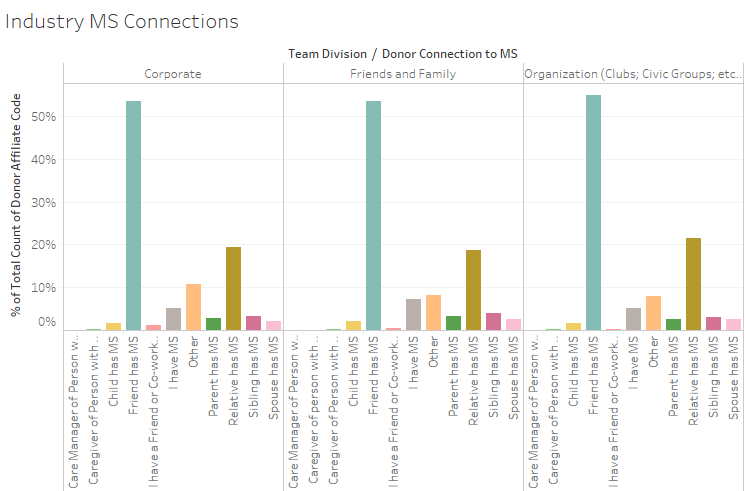 Industry MS Connections
Team Division / Donor Connection to MS
Corporate
Friends and Family
Organization (Clubs; Civic Groups; etc..
% of Total Count of Donor Affiliate Code
50%
40%
30%
20%
10%
0%
Care Manager of Person w..
Caregiver of Person with ..
Child has MS
Friend has MS
I have a Friend or Co-work..
I have MS
Other
Parent has MS
Relative has MS
Sibling has MS
Spouse has MS
Care Manager of Person w..
Caregiver of person with ..
Caregiver of Person with ..
Child has MS
Friend has MS
I have a Friend or Co-work..
I have MS
Other
Parent has MS
Relative has MS
Sibling has MS
Spouse has MS
Care Manager of Person w..
Caregiver of Person with ..
Child has MS
Friend has MS
I have a Friend or Co-work..
I have MS
Other
Parent has MS
Relative has MS
Sibling has MS
Spouse has MS